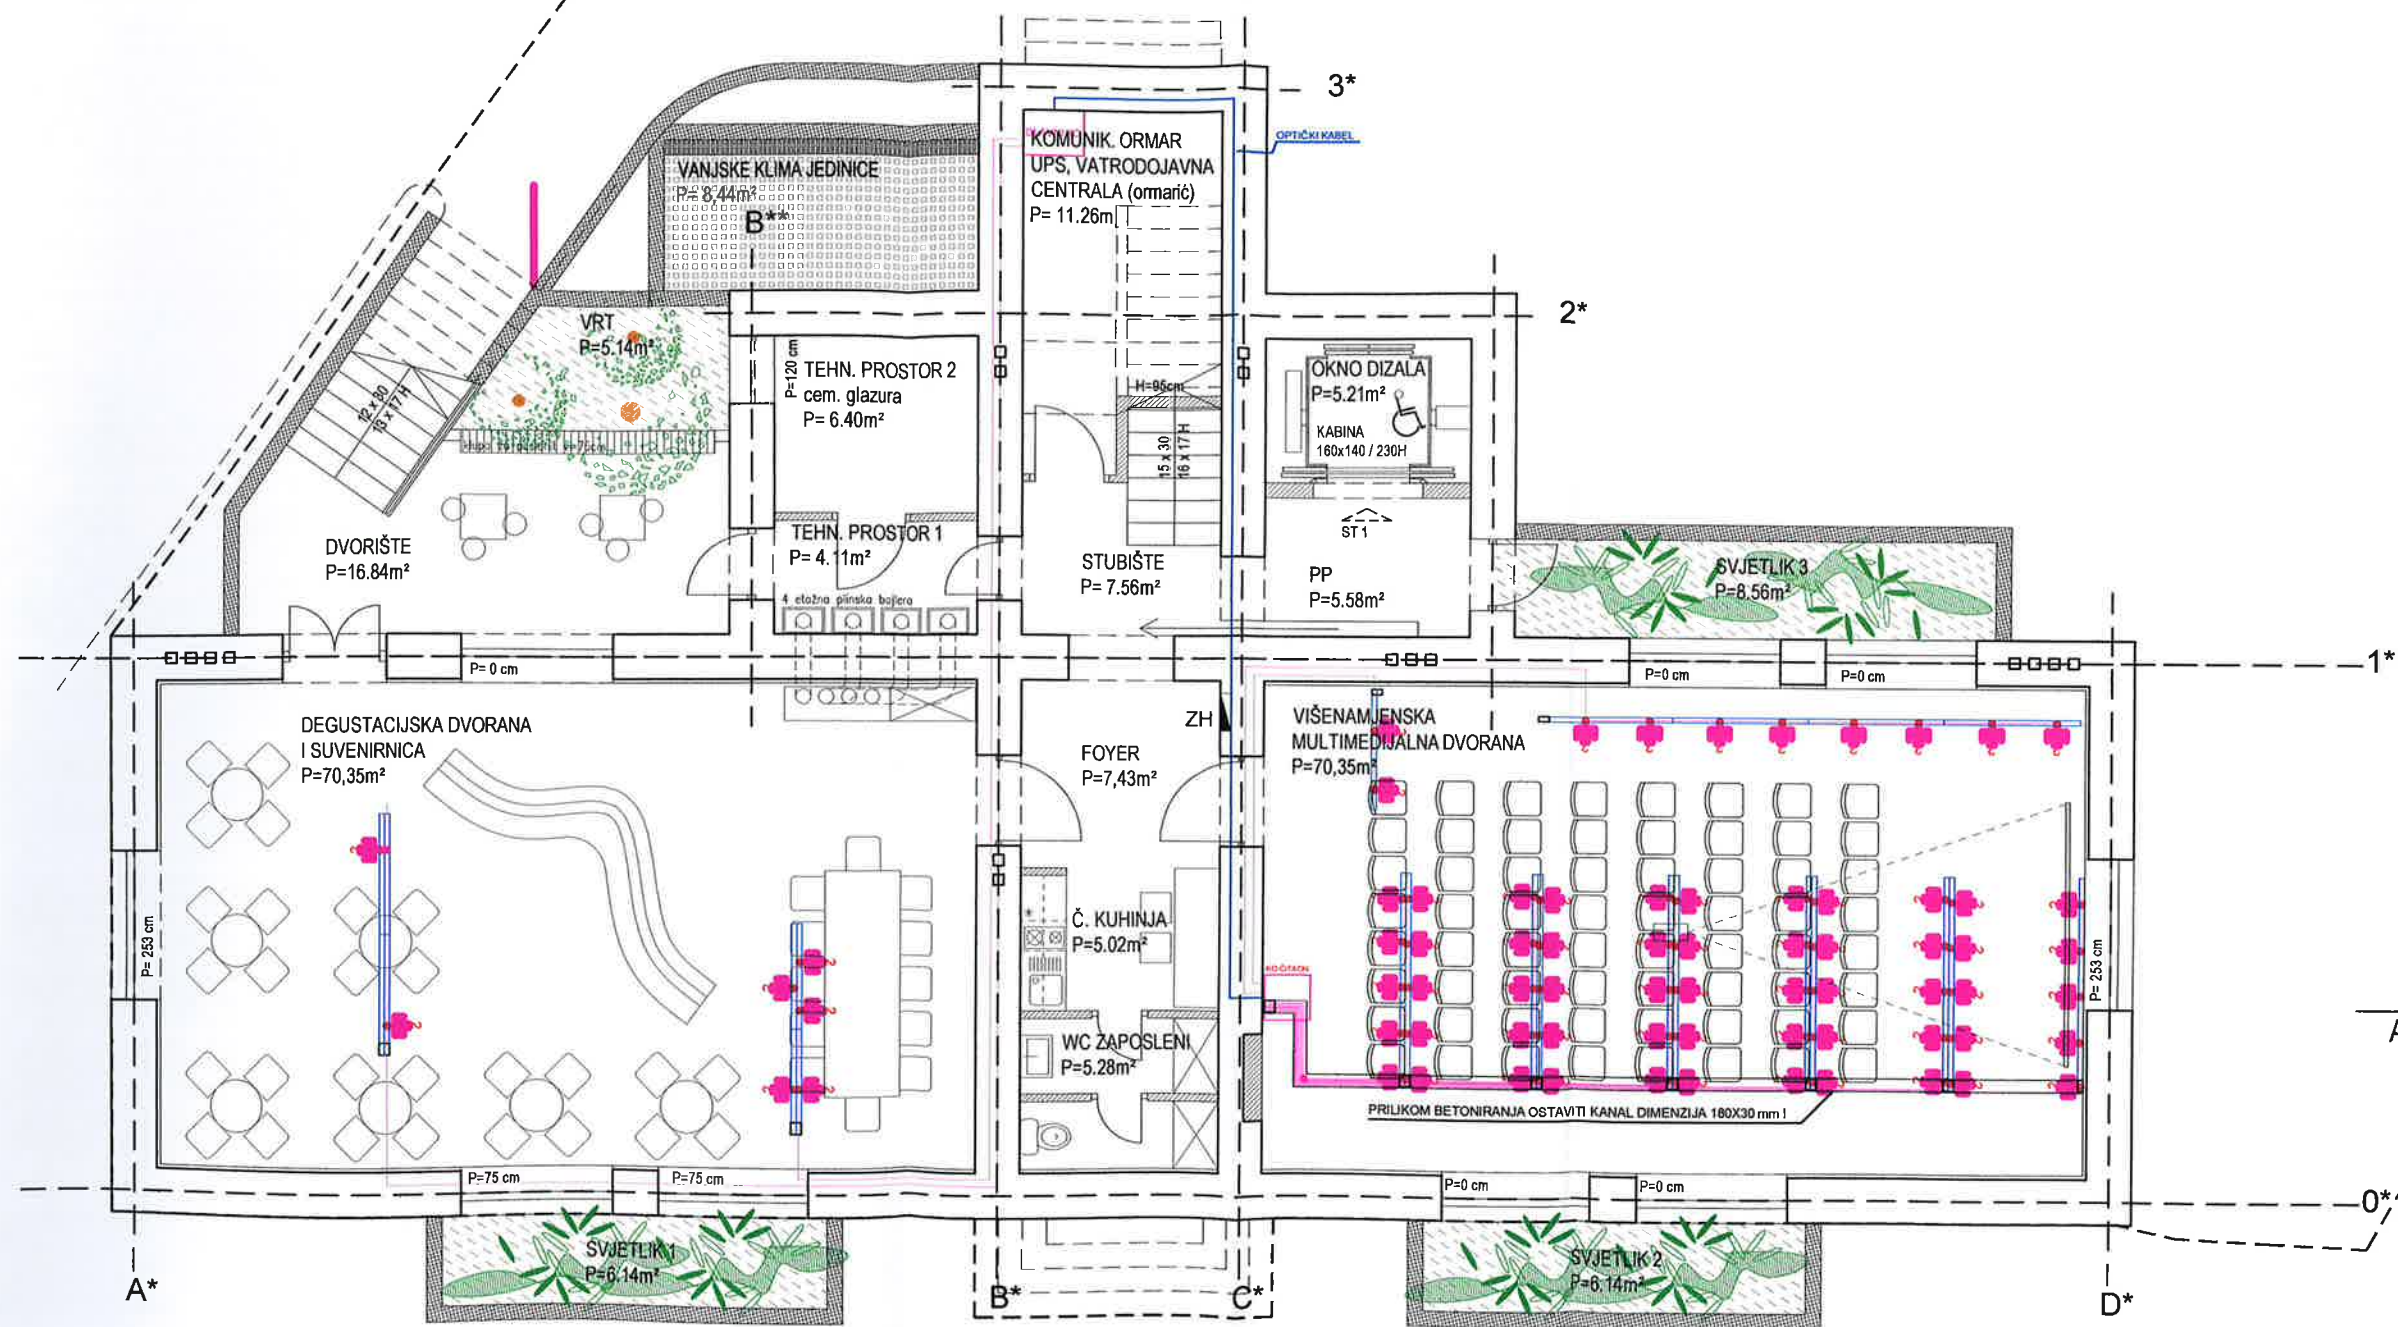 3*
OPTIČKI KABEL
KOMUNIK. ORMAR
UPS, VATRODOJAVNA
CENTRALA (ormarić)
P= 11.26m
VANJSKE KLIMA JEDINICE
P= 8,44m²
B**
2*
VRT
P=5.14m²
P=120 cm
TEHN. PROSTOR 2
cem. glazura
P= 6.40m²
H=95cm
OKNO DIZALA
P=5.21m²
KABINA
160x140 / 230H
12 x 30
13 x 17 H
15 x 30
16 x 17 H
ST 1
DVORIŠTE
P=16.84m²
TEHN. PROSTOR 1
P= 4.11m²
4 etažna plinska bojlera
STUBIŠTE
P= 7.56m²
PP
P=5.58m²
SVJETLIK 3
P=8.56m²
1*
P= 0 cm
P=0 cm
P=0 cm
DEGUSTACIJSKA DVORANA
I SUVENIRNICA
P=70,35m²
ZH
FOYER
P=7,43m²
VIŠENAMJENSKA
MULTIMEDIJALNA DVORANA
P=70,35m²
P= 253 cm
Č. KUHINJA
P=5.02m²
P= 253 cm
A
WC ZAPOSLENI
P=5.28m²
PRILIKOM BETONIRANJA OSTAVITI KANAL DIMENZIJA 180X30 mm !
P=75 cm
P=75 cm
P=0 cm
P=0 cm
0*
SVJETLIK 1
P=6.14m²
SVJETLIK 2
P=6.14m²
A*
B*
C*
D*